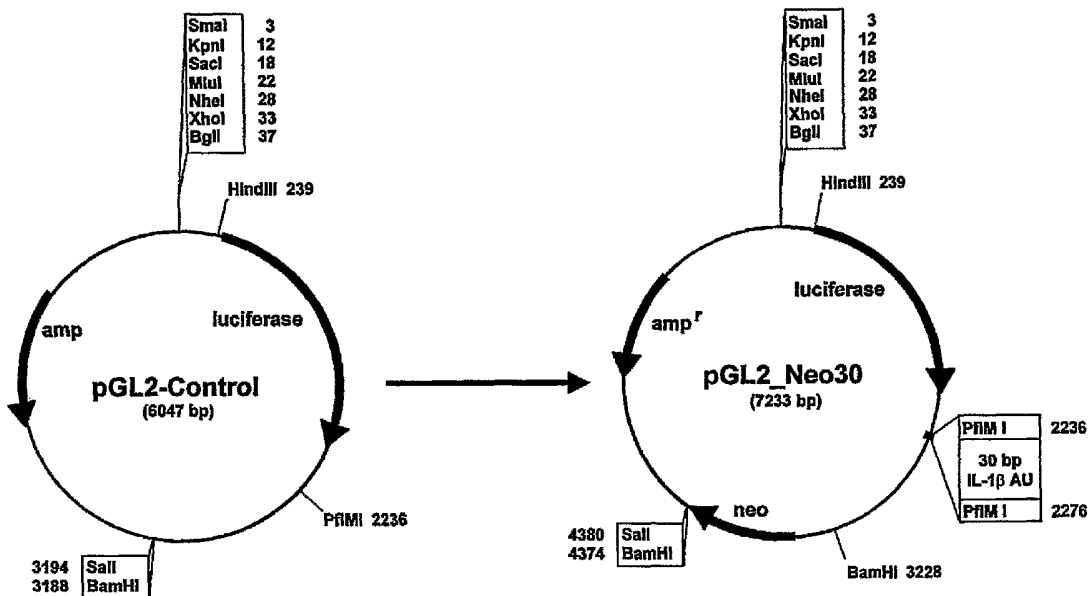 SmaI 3
KpnI 12
SacI 18
MluI 22
NheI 28
XhoI 33
BglI 37
HindIII 239
amp
luciferase
pGL2-Control
(6047 bp)
PflMI 2236
3194 SalI
3188 BamHI
SmaI 3
KpnI 12
SacI 18
MluI 22
NheI 28
XhoI 33
BglI 37
HindIII 239
luciferase
amp r
pGL2_Neo30
(7233 bp)
PflM I 2236
30 bp
IL-1β AU
PflM I 2276
neo
4380 SalI
4374 BamHI
BamHI 3228